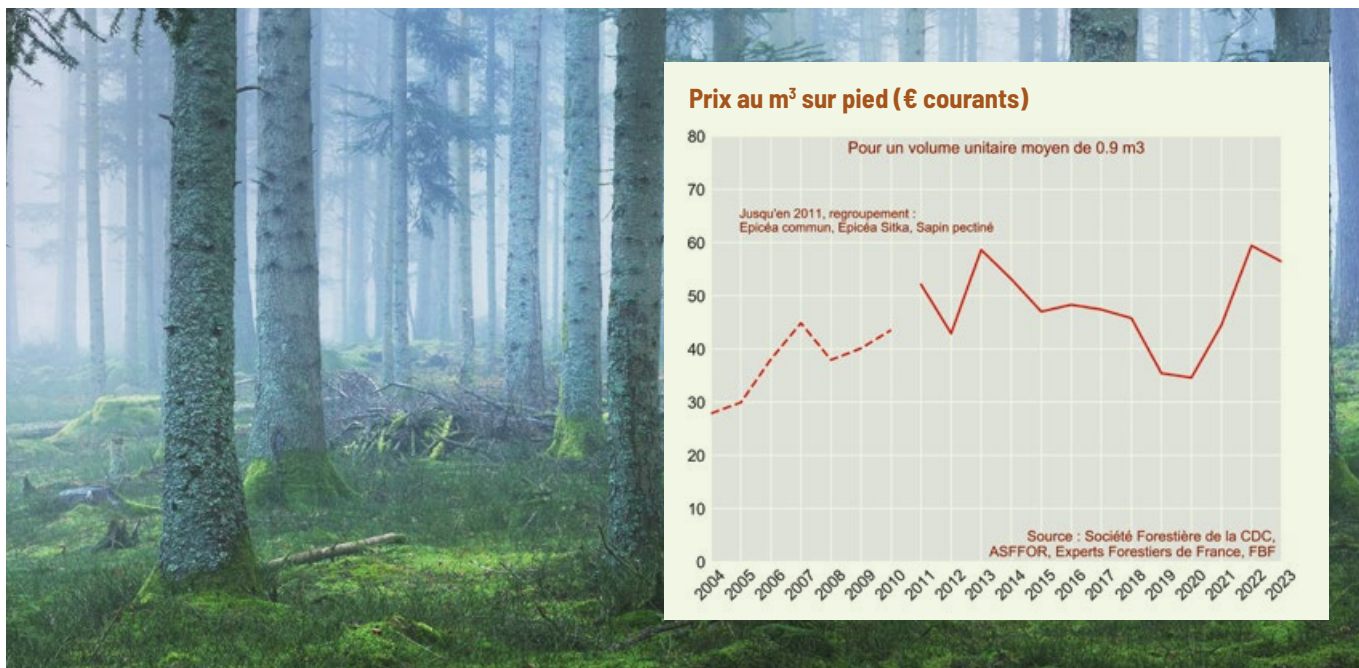 Prix au m³ sur pied (€ courants)
80
Pour un volume unitaire moyen de 0.9 m3
70
Jusqu'en 2011, regroupement :
Epicéa commun, Epicéa Sitka, Sapin pectiné
60
50
40
30
20
10
Source : Société Forestière de la CDC,
ASFFOR, Experts Forestiers de France, FBF
0
2004 2005 2006 2007 2008 2009 2010 2011 2012 2013 2014 2015 2016 2017 2018 2019 2020 2021 2022 2023